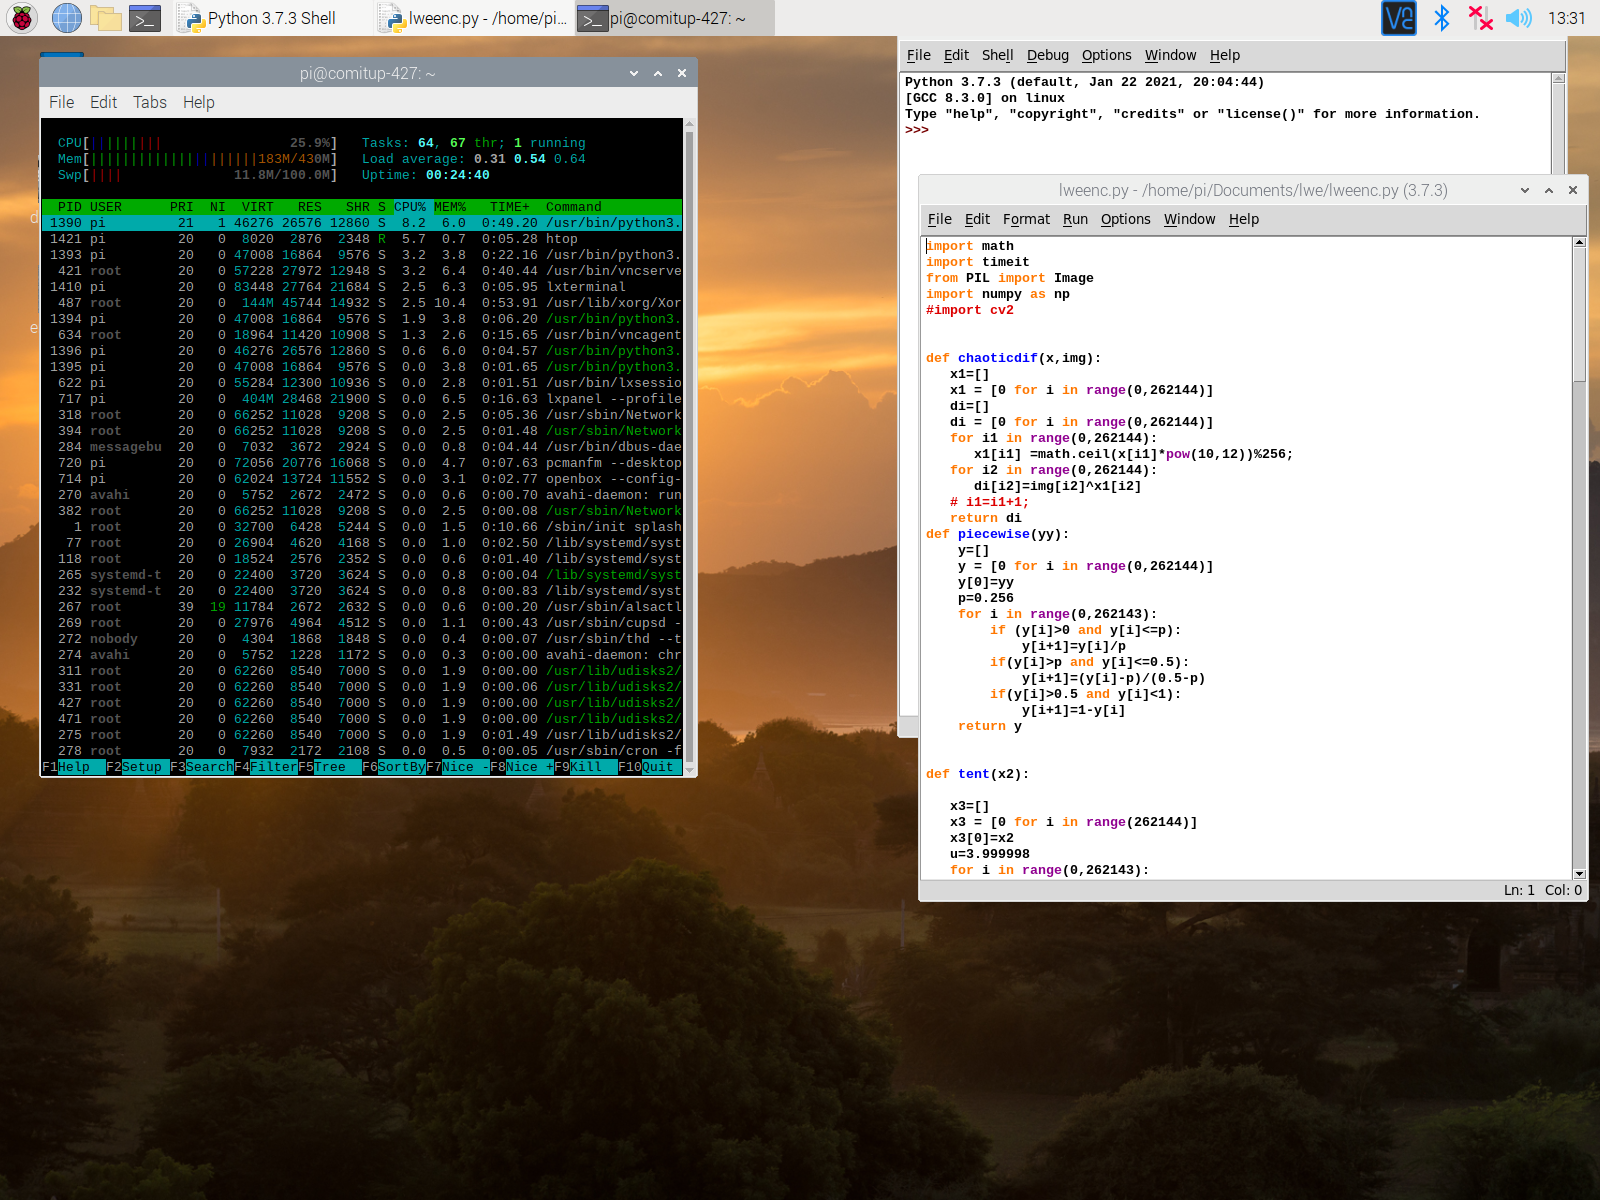 Python 3.7.3 Shell
lweenc.py - /home/pi...
pi@comitup-427: ~
13:31
pi@comitup-427: ~
File Edit Tabs Help
CPU[|||||||| 25.9%] Tasks: 64, 67 thr; 1 running
Mem[||||||||||||||||||||183M/430M] Load average: 0.31 0.54 0.64
Swp[|||| 11.8M/100.0M] Uptime: 00:24:40
PID USER PRI NI VIRT RES SHR S CPU% MEM% TIME+ Command
1390 pi 21 1 46276 26576 12860 S 8.2 6.0 0:49.20 /usr/bin/python3.
1421 pi 20 0 8020 2876 2348 R 5.7 0.7 0:05.28 htop
1393 pi 20 0 47008 16864 9576 S 3.2 3.8 0:22.16 /usr/bin/python3.
421 root 20 0 57228 27972 12948 S 3.2 6.4 0:40.44 /usr/bin/vncserve
1410 pi 20 0 83448 27764 21684 S 2.5 6.3 0:05.95 lxterminal
487 root 20 0 144M 45744 14932 S 2.5 10.4 0:53.91 /usr/lib/xorg/Xor
1394 pi 20 0 47008 16864 9576 S 1.9 3.8 0:06.20 /usr/bin/python3.
634 root 20 0 18964 11420 10908 S 1.3 2.6 0:15.65 /usr/bin/vncagent
1396 pi 20 0 46276 26576 12860 S 0.6 6.0 0:04.57 /usr/bin/python3.
1395 pi 20 0 47008 16864 9576 S 0.0 3.8 0:01.65 /usr/bin/python3.
622 pi 20 0 55284 12300 10936 S 0.0 2.8 0:01.51 /usr/bin/lxsessio
717 pi 20 0 404M 28468 21900 S 0.0 6.5 0:16.63 lxpanel --profile
318 root 20 0 66252 11028 9208 S 0.0 2.5 0:05.36 /usr/sbin/Network
394 root 20 0 66252 11028 9208 S 0.0 2.5 0:01.48 /usr/sbin/Network
284 messagebu 20 0 7032 3672 2924 S 0.0 0.8 0:04.44 /usr/bin/dbus-dae
720 pi 20 0 72056 20776 16068 S 0.0 4.7 0:07.63 pcmanfm --desktop
714 pi 20 0 62024 13724 11552 S 0.0 3.1 0:02.77 openbox --config-
270 avahi 20 0 5752 2672 2472 S 0.0 0.6 0:00.70 avahi-daemon: run
382 root 20 0 66252 11028 9208 S 0.0 2.5 0:00.08 /usr/sbin/Network
1 root 20 0 32700 6428 5244 S 0.0 1.5 0:10.66 /sbin/init splash
77 root 20 0 26904 4620 4168 S 0.0 1.0 0:02.50 /lib/systemd/syst
118 root 20 0 18524 2576 2352 S 0.0 0.6 0:01.40 /lib/systemd/syst
265 systemd-t 20 0 22400 3720 3624 S 0.0 0.8 0:00.04 /lib/systemd/syst
232 systemd-t 20 0 22400 3720 3624 S 0.0 0.8 0:00.83 /lib/systemd/syst
267 root 39 19 11784 2672 2632 S 0.0 0.6 0:00.20 /usr/sbin/alsactl
269 root 20 0 27976 4964 4512 S 0.0 1.1 0:00.43 /usr/sbin/cupsd -
272 nobody 20 0 4304 1868 1848 S 0.0 0.4 0:00.07 /usr/sbin/thd --t
274 avahi 20 0 5752 1228 1172 S 0.0 0.3 0:00.00 avahi-daemon: chr
311 root 20 0 62260 8540 7000 S 0.0 1.9 0:00.00 /usr/lib/udisks2/
331 root 20 0 62260 8540 7000 S 0.0 1.9 0:00.06 /usr/lib/udisks2/
427 root 20 0 62260 8540 7000 S 0.0 1.9 0:00.00 /usr/lib/udisks2/
471 root 20 0 62260 8540 7000 S 0.0 1.9 0:00.00 /usr/lib/udisks2/
275 root 20 0 62260 8540 7000 S 0.0 1.9 0:01.49 /usr/lib/udisks2/
278 root 20 0 7932 2172 2108 S 0.0 0.5 0:00.05 /usr/sbin/cron -f
F1Help F2Setup F3SearchF4FilterF5Tree F6SortByF7Nice -F8Nice +F9Kill F10Quit
File Edit Shell Debug Options Window Help
Python 3.7.3 (default, Jan 22 2021, 20:04:44)
[GCC 8.3.0] on linux
Type "help", "copyright", "credits" or "license()" for more information.
>>>
lweenc.py - /home/pi/Documents/lwe/lweenc.py (3.7.3)
File Edit Format Run Options Window Help
import math
import timeit
from PIL import Image
import numpy as np
#import cv2
def chaoticdif(x,img):
x1=[]
x1 = [0 for i in range(0,262144)]
di=[]
di = [0 for i in range(0,262144)]
for i1 in range(0,262144):
x1[i1] =math.ceil(x[i1]*pow(10,12))%256;
for i2 in range(0,262144):
di[i2]=img[i2]^x1[i2]
# i1=i1+1;
return di
def piecewise(yy):
y=[]
y = [0 for i in range(0,262144)]
y[0]=yy
p=0.256
for i in range(0,262143):
if (y[i]>0 and y[i]<=p):
y[i+1]=y[i]/p
if(y[i]>p and y[i]<=0.5):
y[i+1]=(y[i]-p)/(0.5-p)
if(y[i]>0.5 and y[i]<1):
y[i+1]=1-y[i]
return y
def tent(x2):
x3=[]
x3 = [0 for i in range(262144)]
x3[0]=x2
u=3.999998
for i in range(0,262143):
Ln: 1 Col: 0